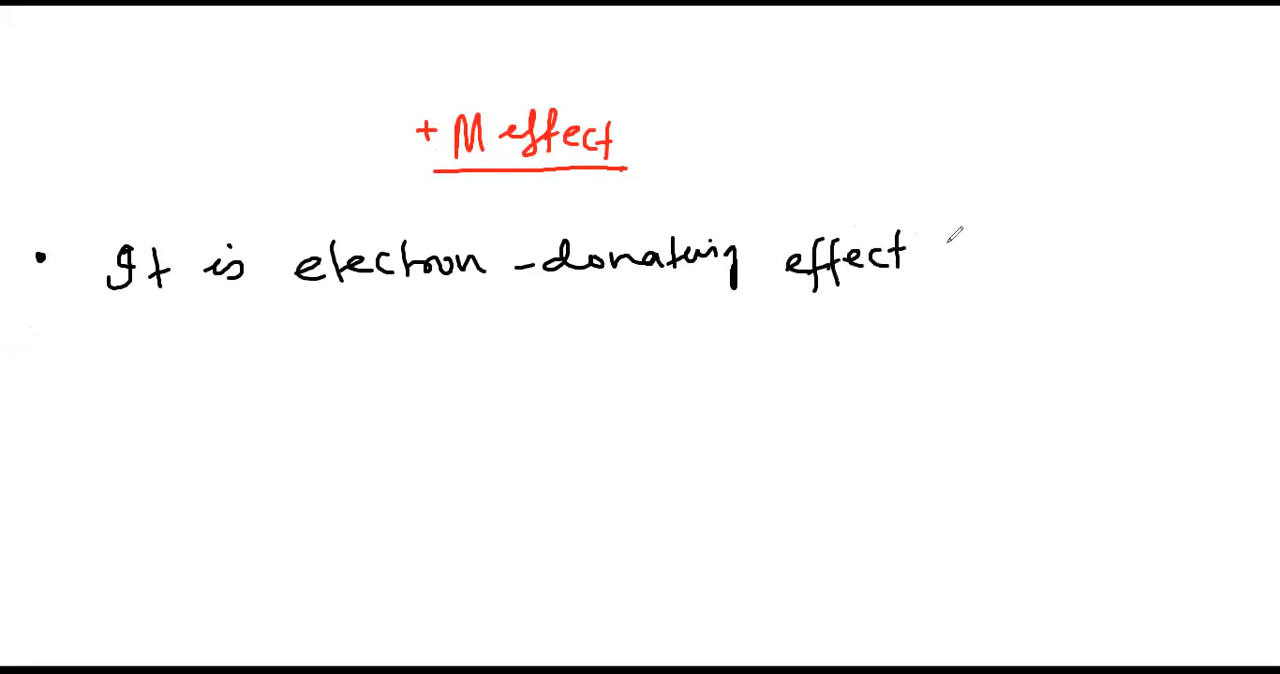 + M effect
• It is electron - donating effect